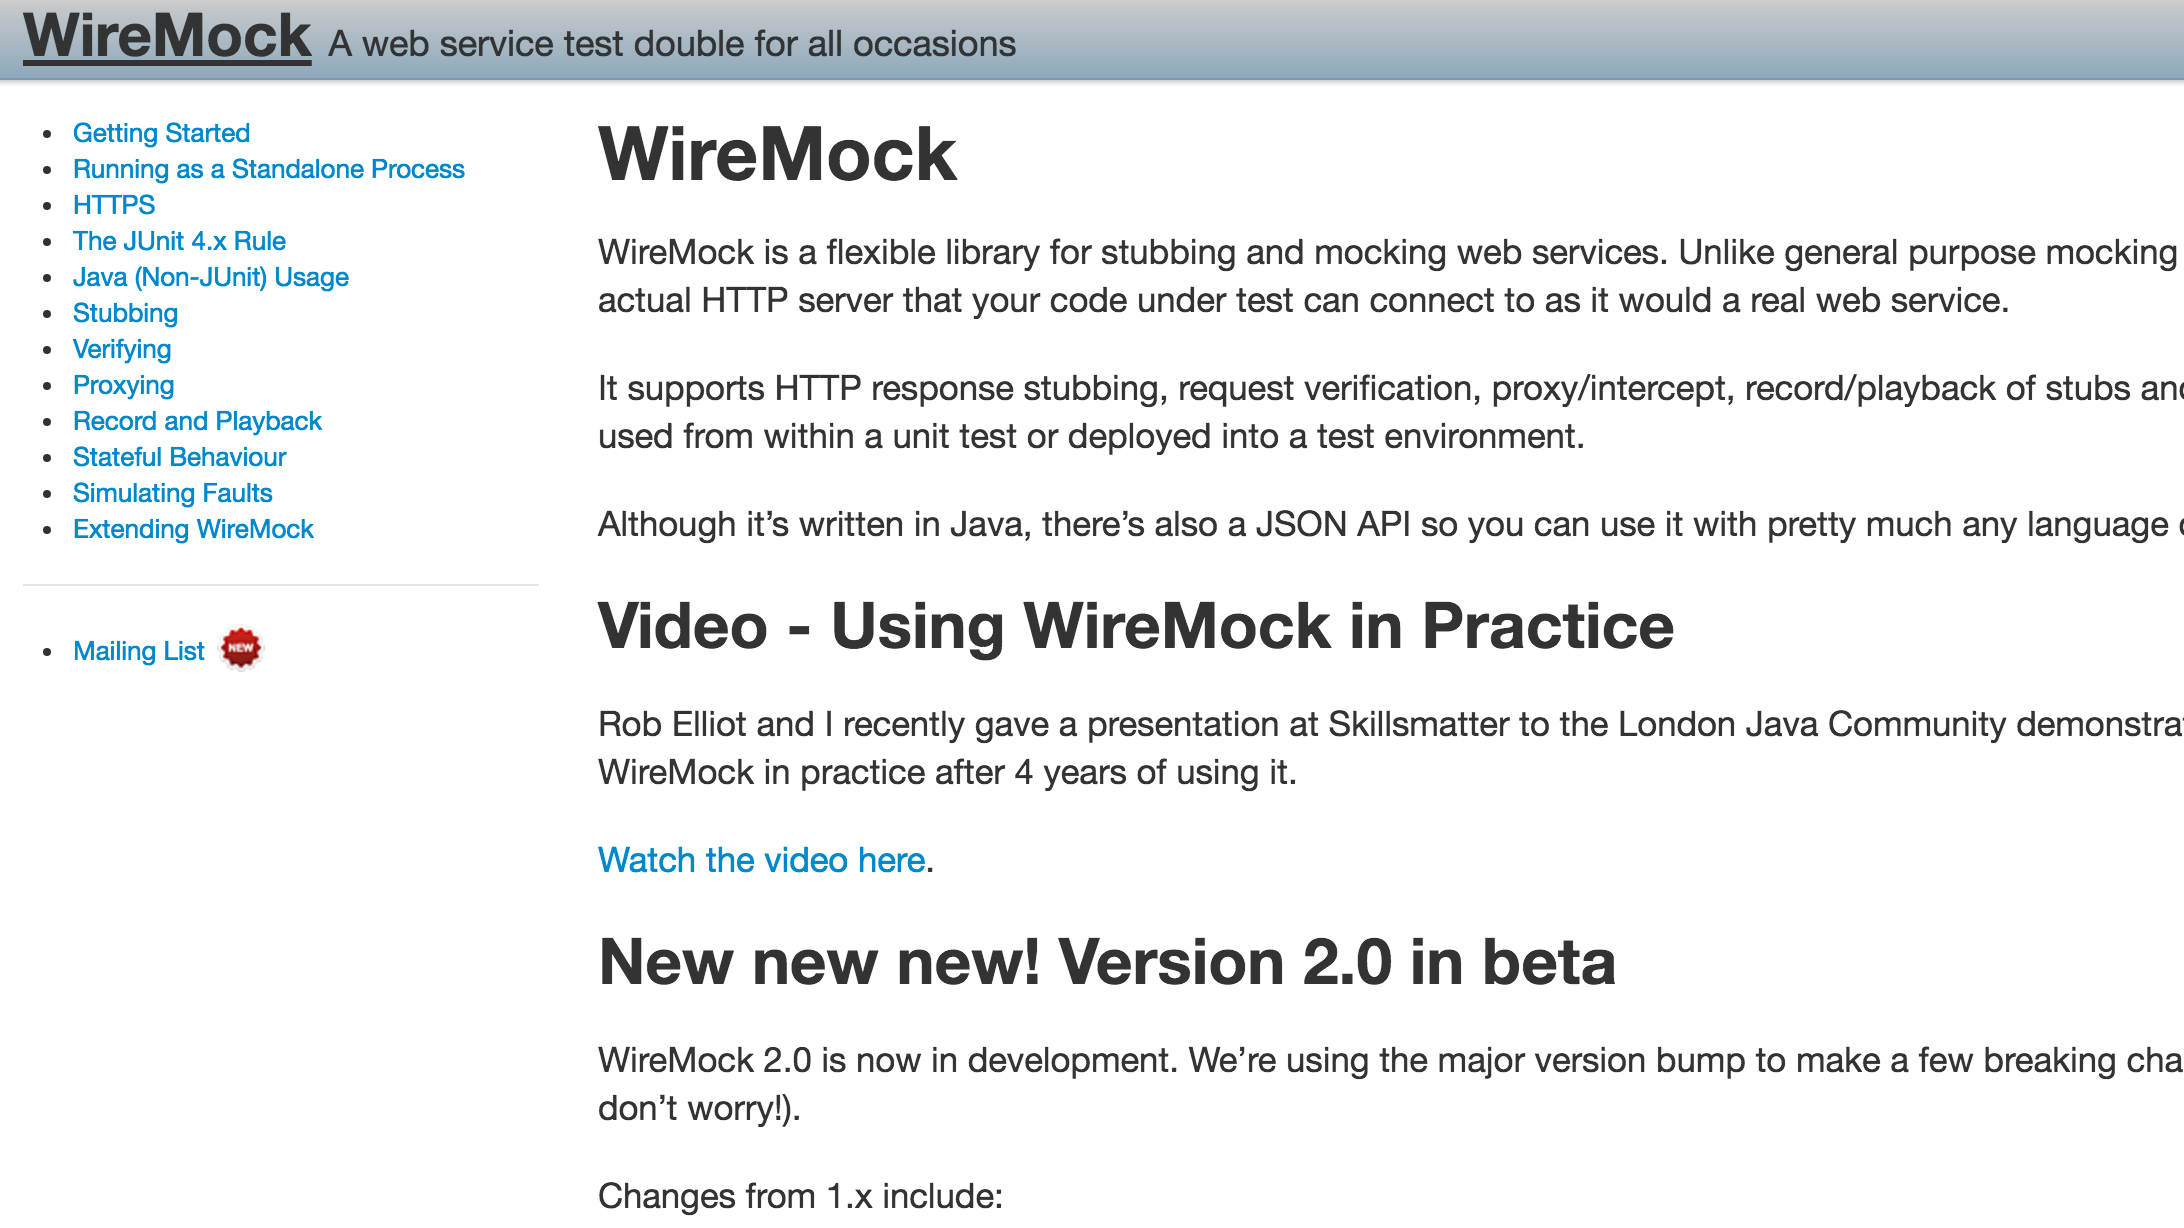 WireMock A web service test double for all occasions
Getting Started
Running as a Standalone Process
HTTPS
The JUnit 4.x Rule
Java (Non-JUnit) Usage
Stubbing
Verifying
Proxying
Record and Playback
Stateful Behaviour
Simulating Faults
Extending WireMock
Mailing List NEW
WireMock
WireMock is a flexible library for stubbing and mocking web services. Unlike general purpose mocking
actual HTTP server that your code under test can connect to as it would a real web service.
It supports HTTP response stubbing, request verification, proxy/intercept, record/playback of stubs
used from within a unit test or deployed into a test environment.
Although it’s written in Java, there’s also a JSON API so you can use it with pretty much any language
Video - Using WireMock in Practice
Rob Elliot and I recently gave a presentation at Skillsmatter to the London Java Community
WireMock in practice after 4 years of using it.
Watch the video here.
New new new! Version 2.0 in beta
WireMock 2.0 is now in development. We’re using the major version bump to make a few breaking
don’t worry!).
Changes from 1.x include: